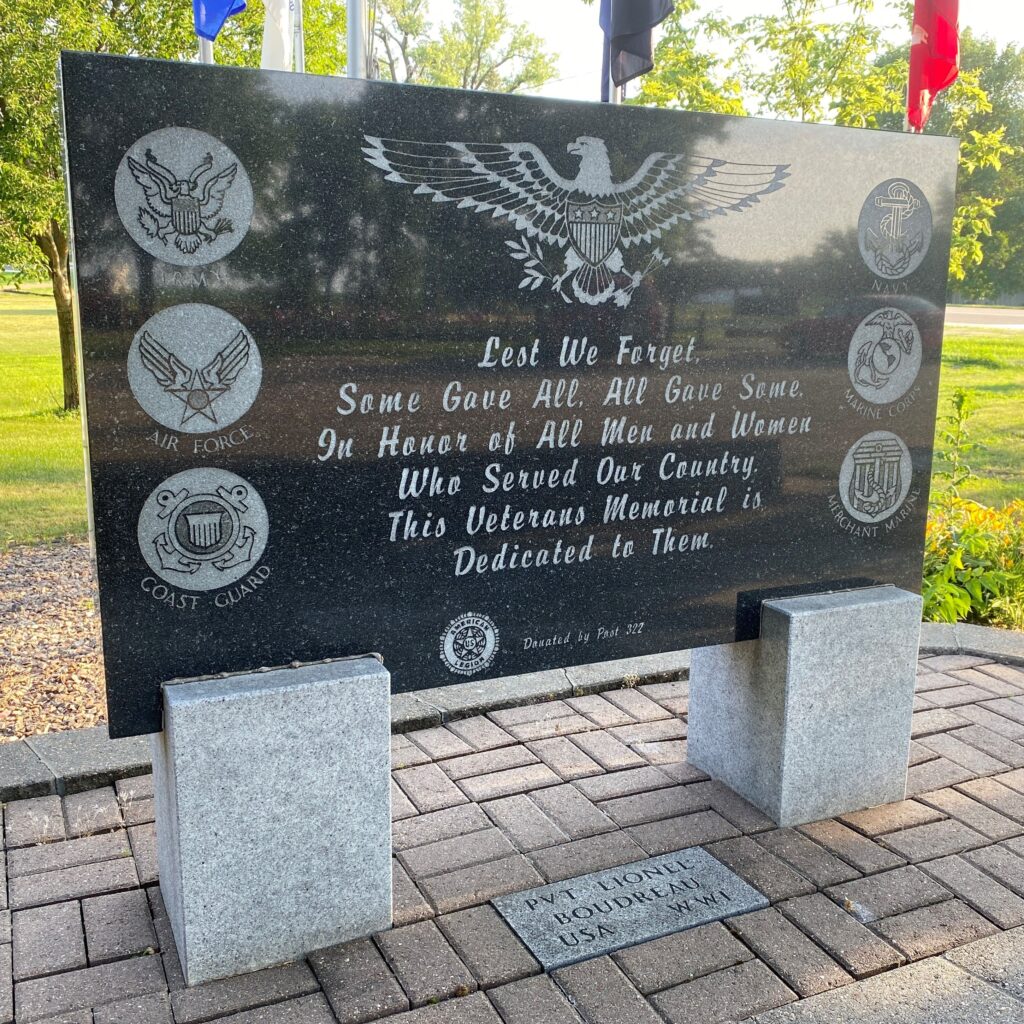 Lest We Forget,
Some Gave All, All Gave Some.
In Honor of All Men and Women
Who Served Our Country.
This Veterans Memorial is
Dedicated to Them.
AIR FORCE
COAST GUARD
NAVY
MARINE CORPS
MERCHANT MARINE
AMERICAN
US
LEGION
Donated by Post 322
PVT LIONEL
BOUDREAU
USA WWI